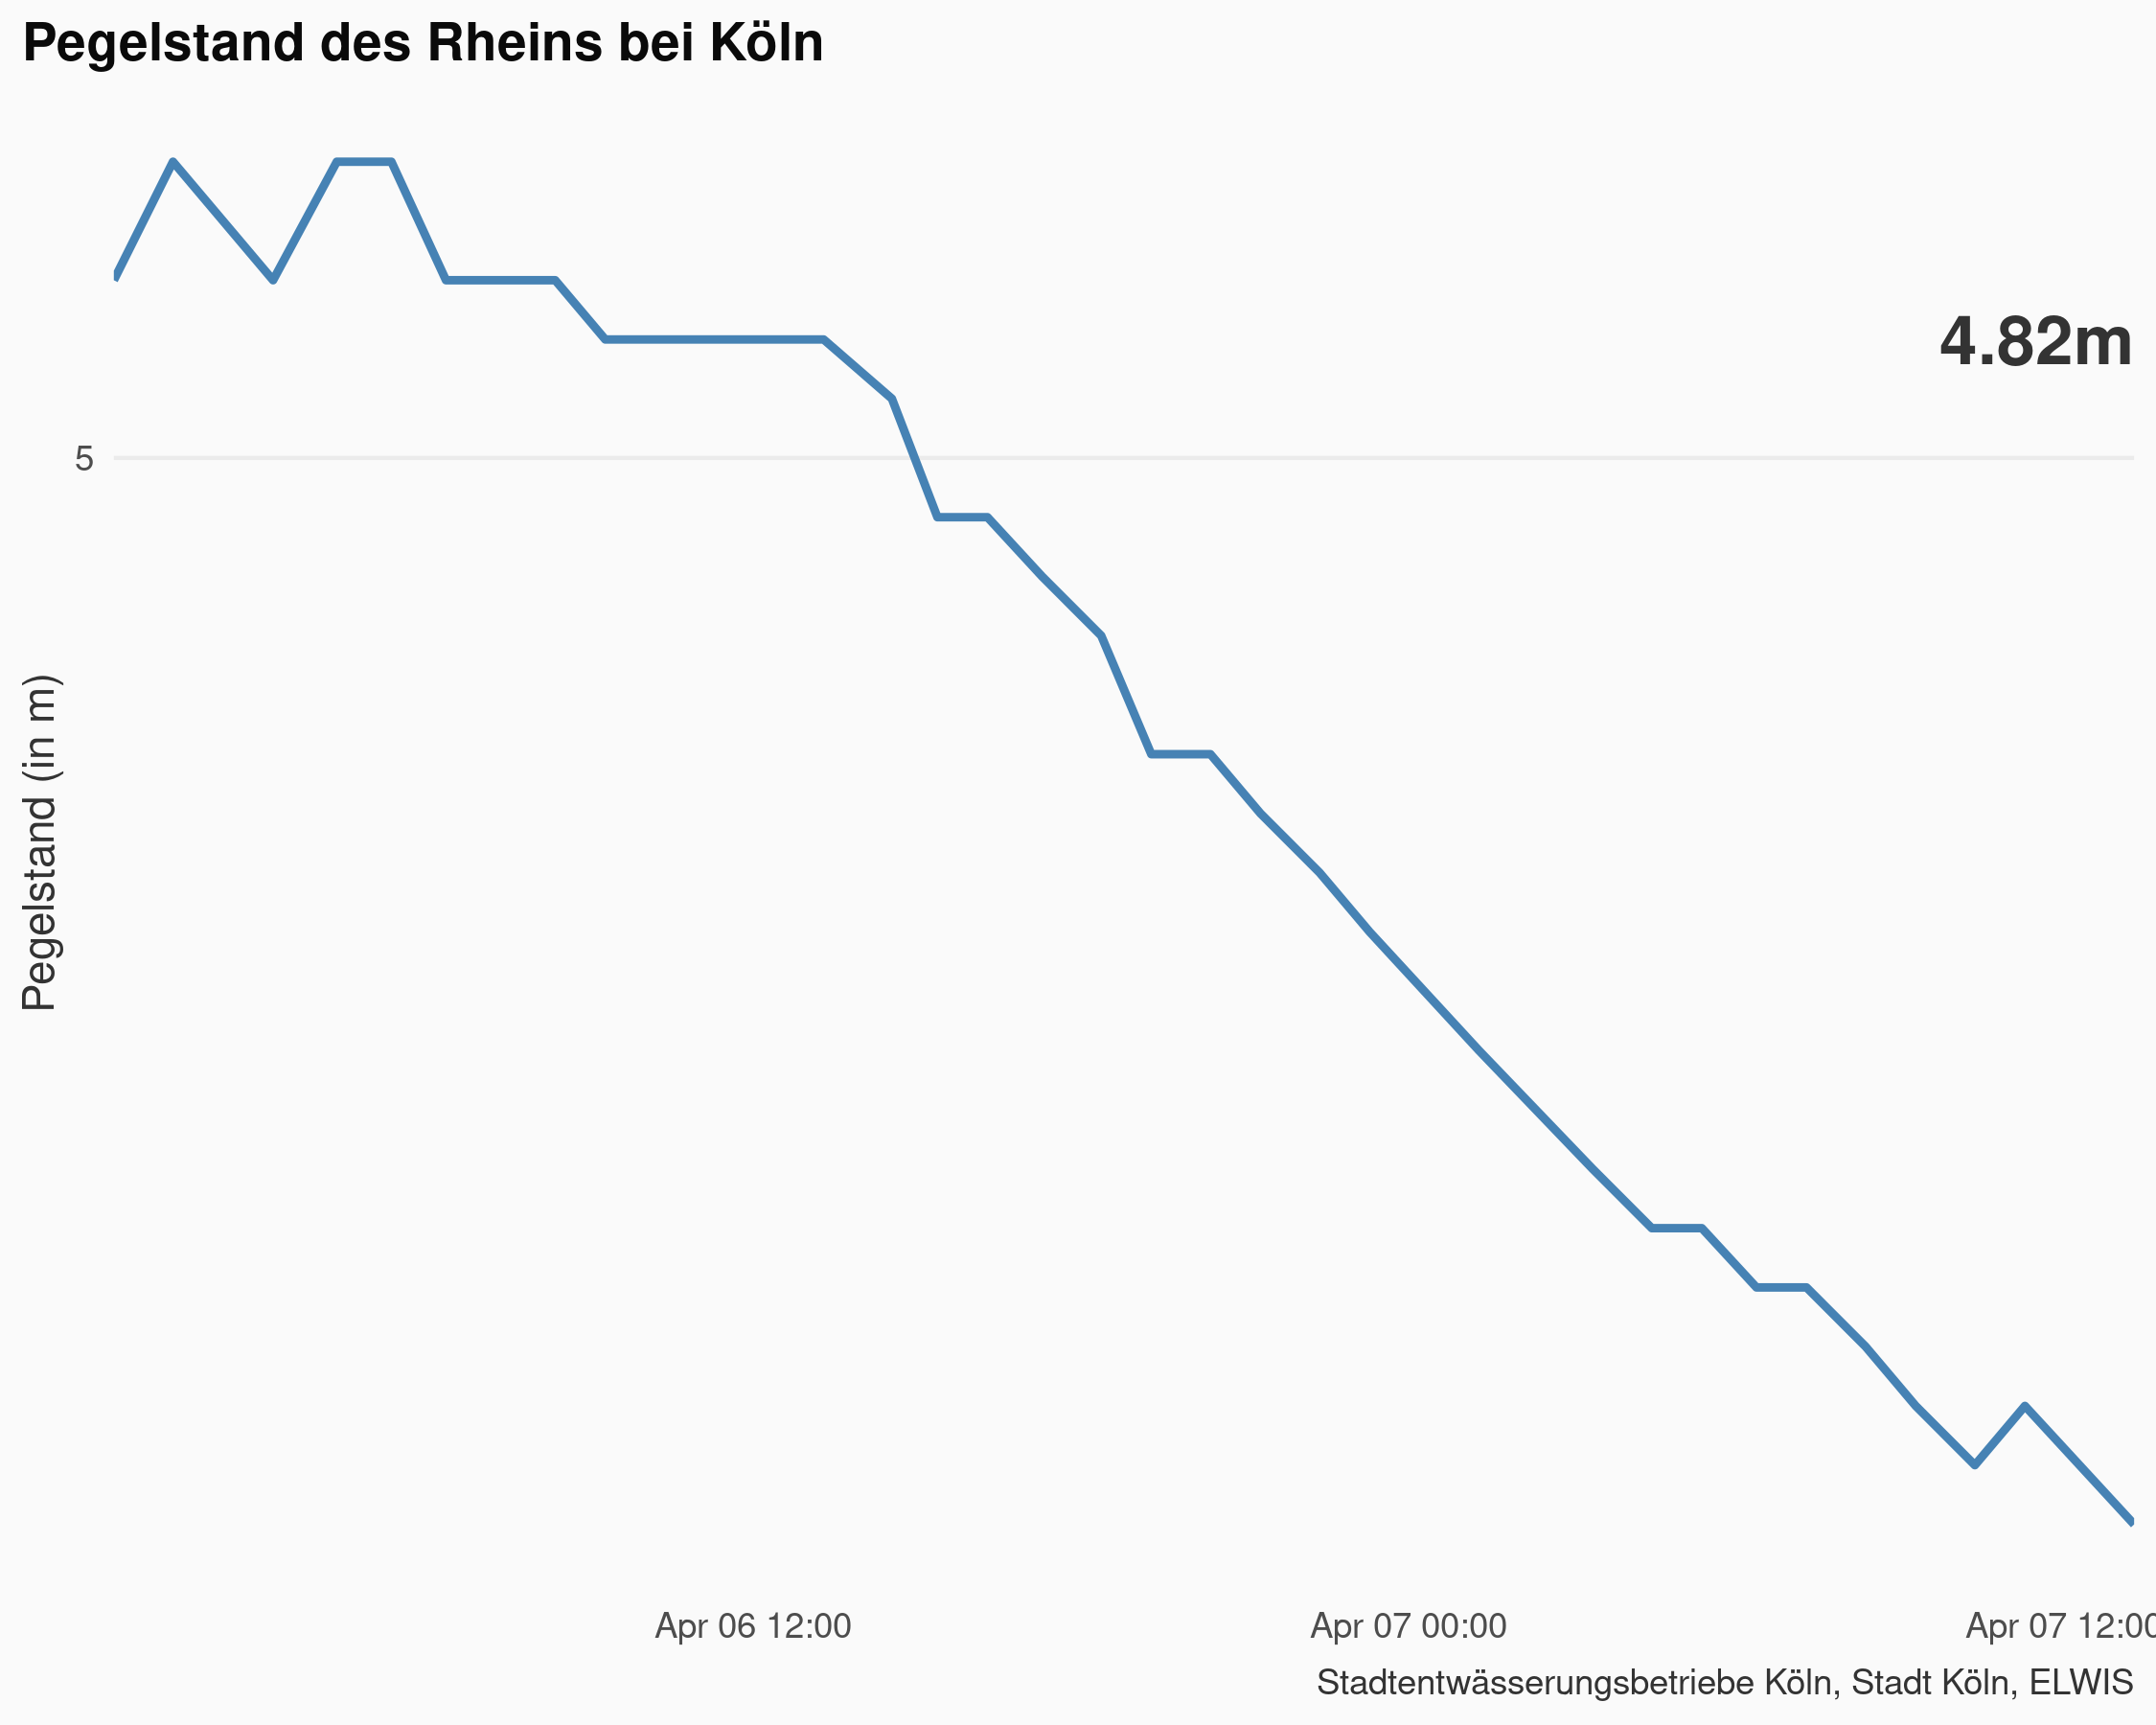 Pegelstand des Rheins bei Köln
4.82m
5
Pegelstand (in m)
Apr 06 12:00
Apr 07 00:00
Apr 07 12:00
Stadtentwässerungsbetriebe Köln, Stadt Köln, ELWIS